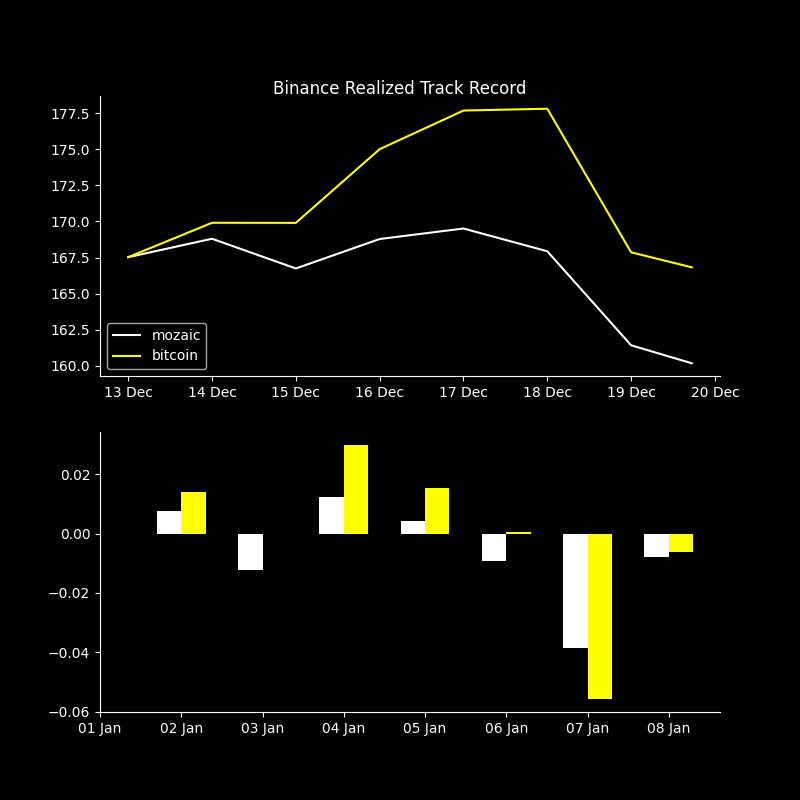 Binance Realized Track Record
177.5
175.0
172.5
170.0
167.5
165.0
162.5
160.0
mozaic
bitcoin
13 Dec 14 Dec 15 Dec 16 Dec 17 Dec 18 Dec 19 Dec 20 Dec
0.02
0.00
−0.02
−0.04
−0.06
01 Jan 02 Jan 03 Jan 04 Jan 05 Jan 06 Jan 07 Jan 08 Jan